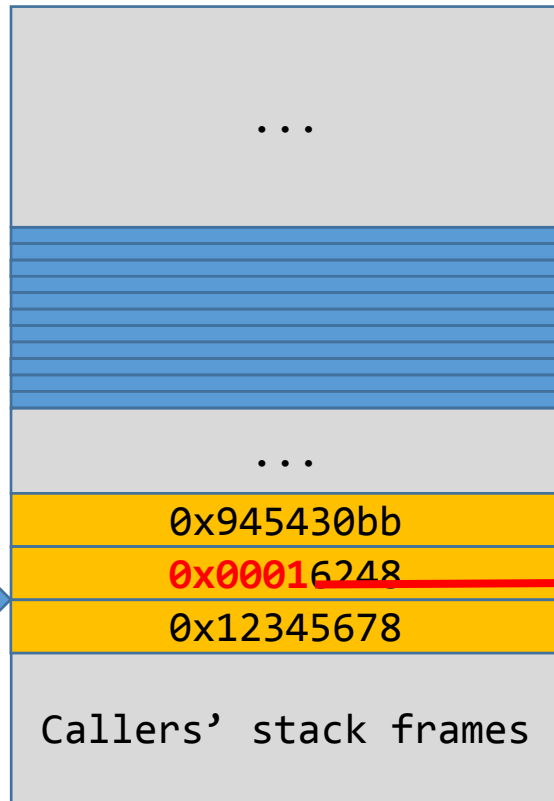 ...
...
0x945430bb
0x00016248
0x12345678
Callers’ stack frames